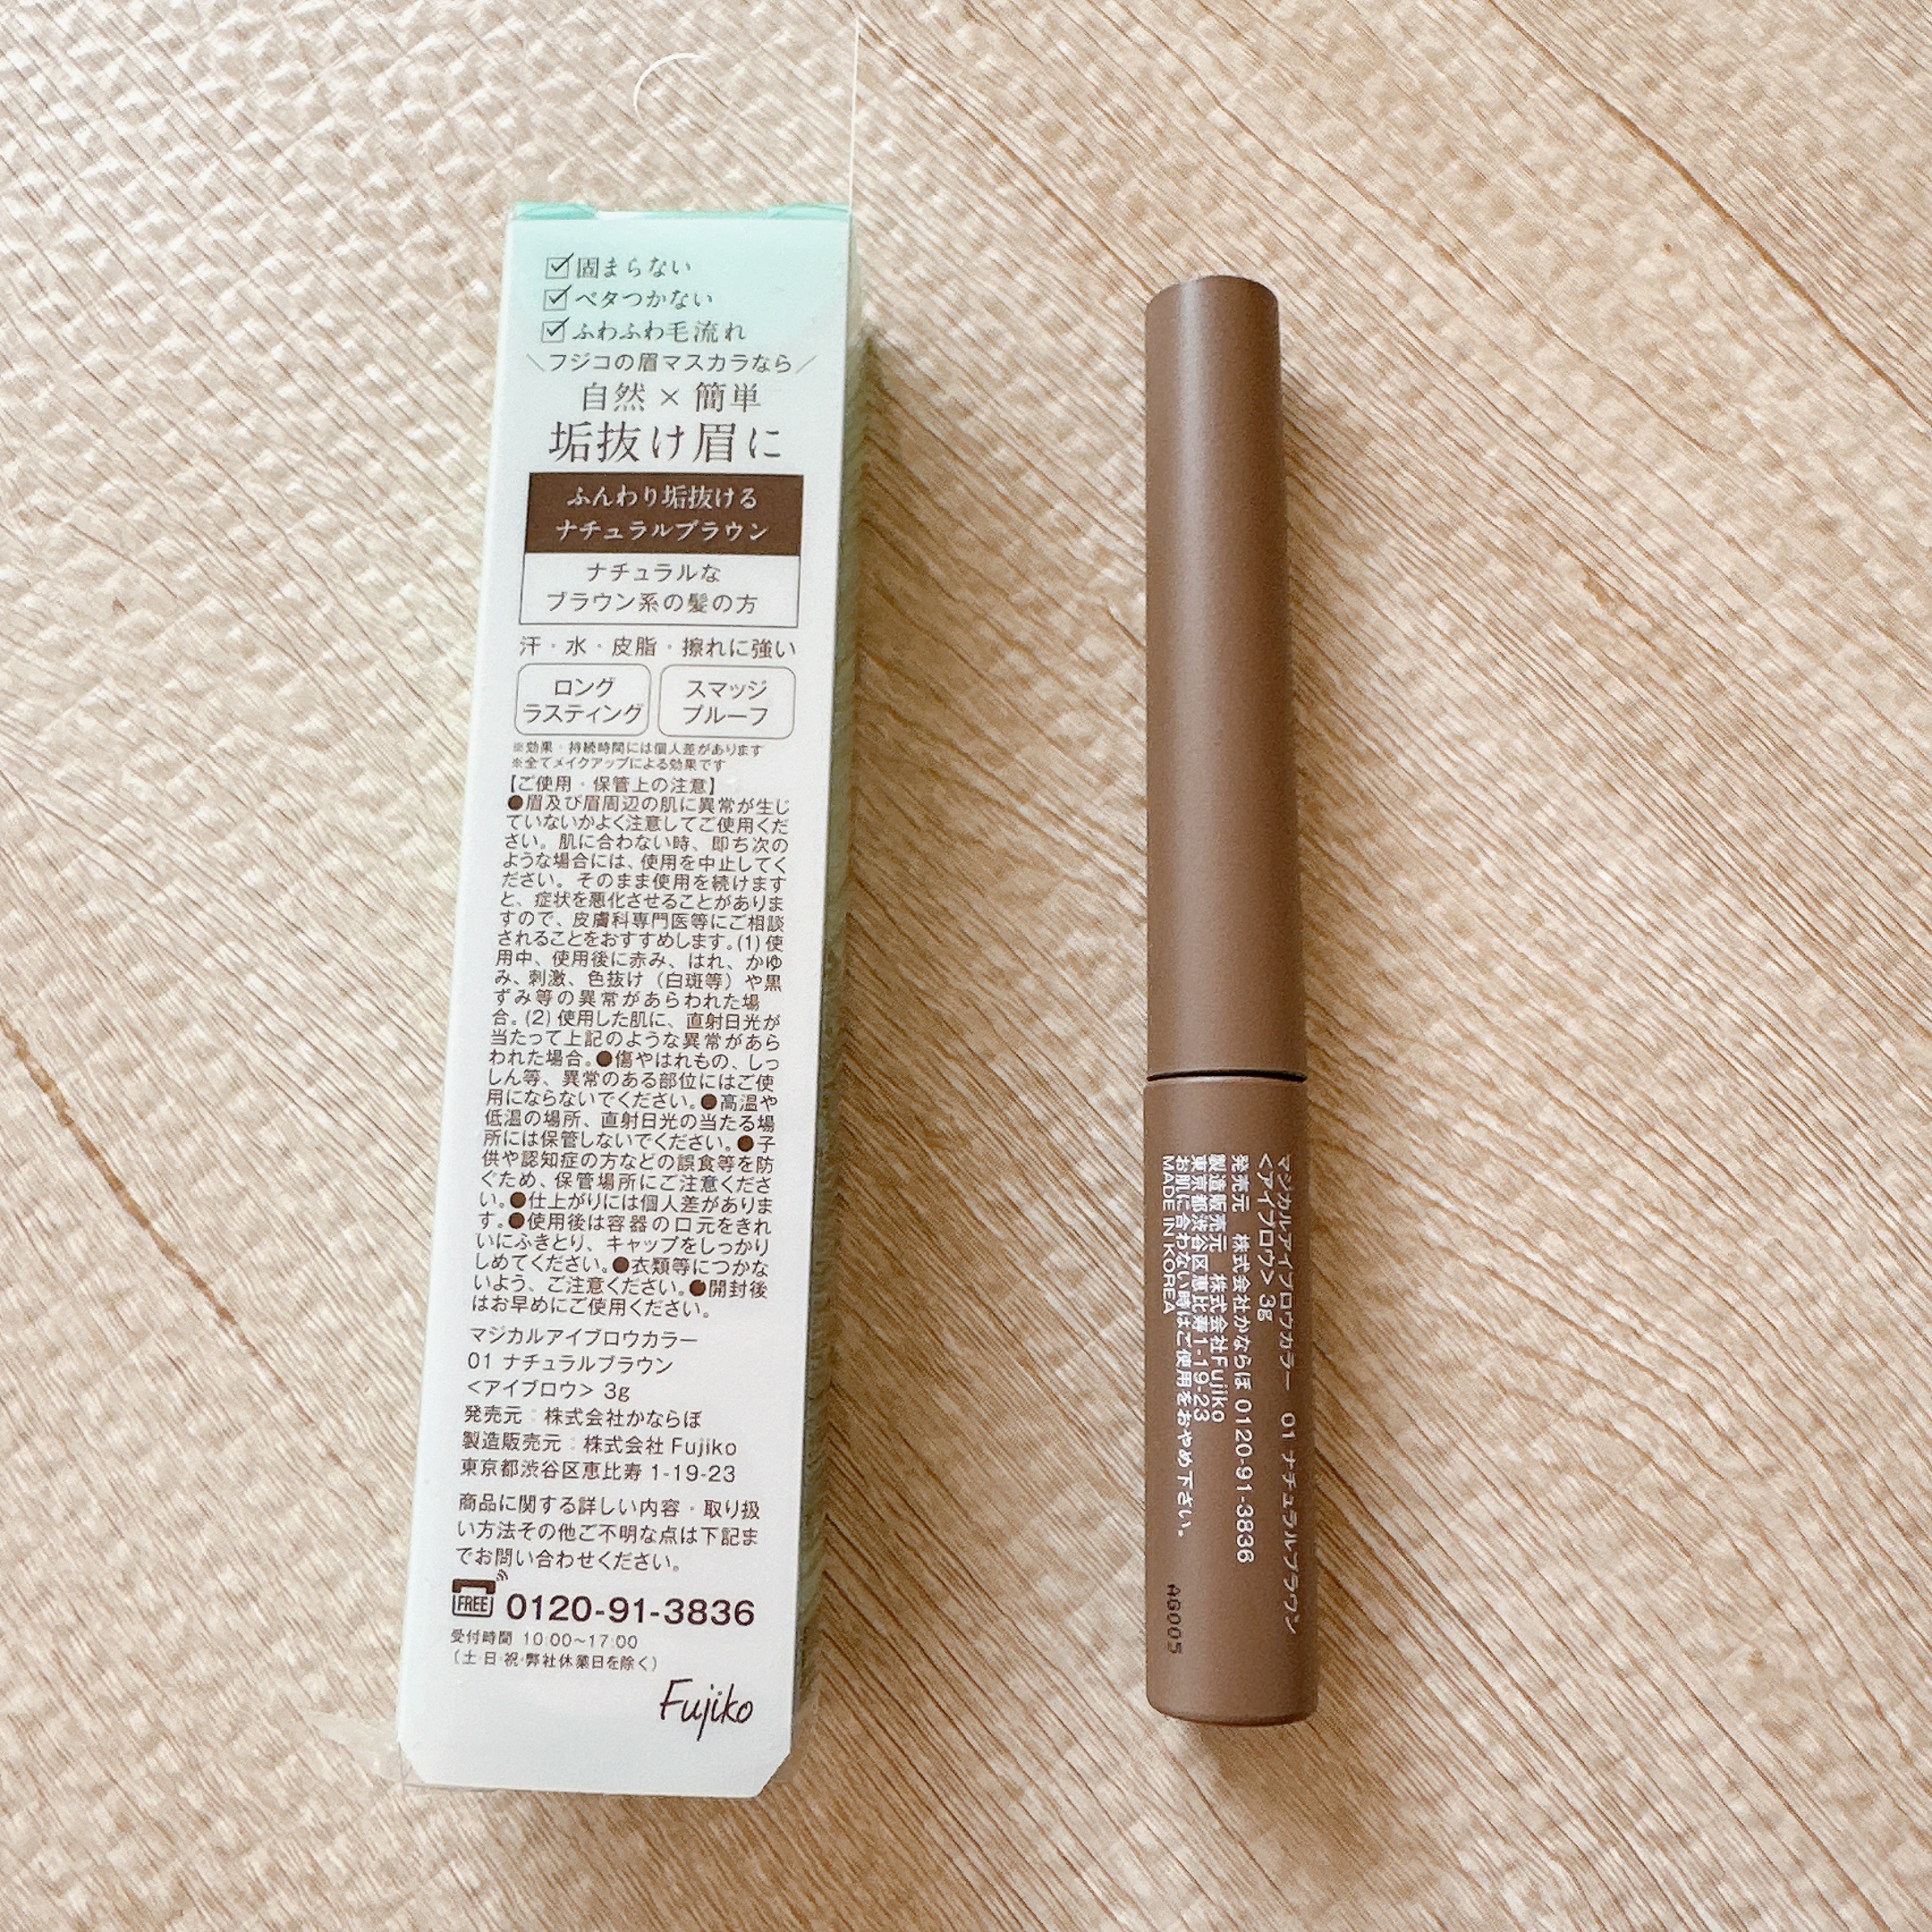 固まらない
ベタつかない
ふわふわ毛流れ
＼フジコの眉マスカラなら／
自然×簡単
垢抜け眉に
ふんわり垢抜ける
ナチュラルブラウン
ナチュラルな
ブラウン系の髪の方
汗・水・皮脂・擦れに強い
ロング
ラスティング
スマッジ
プルーフ
※効果・持続時間には個人差があります
※全てメイクアップによる効果です
【ご使用・保管上の注意】
●眉及び眉周辺の肌に異常が生じ
ていないかよく注意してご使用くだ
さい。肌に合わない時、即ち次の
ような場合には、使用を中止してく
ださい。そのまま使用を続けます
と、症状を悪化させることがありま
すので、皮膚科専門医等にご相談
されることをおすすめします。(1)使
用中、使用後に赤み、はれ、かゆ
み、刺激、色抜け（白斑等）や黒
ずみ等の異常があらわれた場
合。(2)使用した肌に、直射日光が
当たって上記のような異常があら
われた場合。●傷やはれもの、しっ
しん等、異常のある部位にはご使
用にならないでください。●高温や
低温の場所、直射日光の当たる場
所には保管しないでください。●子
供や認知症の方などの誤食等を防
ぐため、保管場所にご注意くださ
い。●仕上がりには個人差がありま
す。●使用後は容器の口元をきれ
いにふきとり、キャップをしっかり
しめてください。●衣類等につかな
いよう、ご注意ください。●開封後
はお早めにご使用ください。
マジカルアイブロウカラー
01 ナチュラルブラウン
<アイブロウ> 3g
発売元：株式会社かならぼ
製造販売元：株式会社Fujiko
東京都渋谷区恵比寿1-19-23
商品に関する詳しい内容・取り扱
い方法その他ご不明な点は下記ま
でお問い合わせください。
FREE 0120-91-3836
受付時間 10:00~17:00
（土・日・祝・弊社休業日を除く）
Fujiko
マジカルアイブロウカラー 01 ナチュラルブラウン
<アイブロウ> 3g
発売元 株式会社かならぼ 0120-91-3836
製造販売元 株式会社Fujiko
東京都渋谷区恵比寿1-19-23
お肌に合わない時はご使用をおやめ下さい。
MADE IN KOREA
AG005